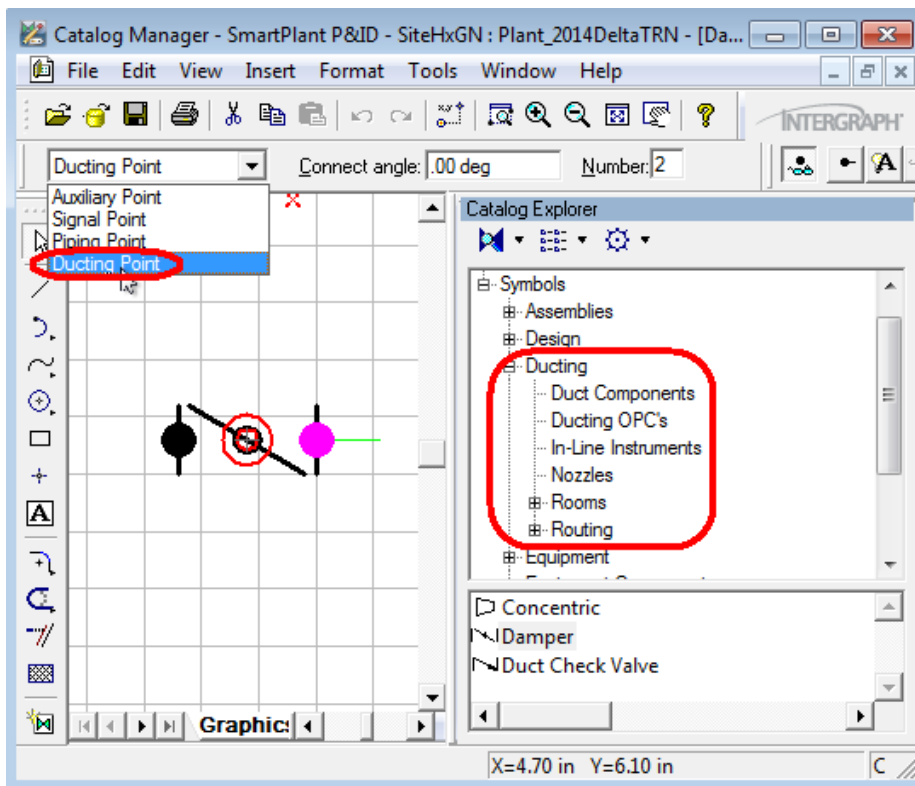 Catalog Manager - SmartPlant P&ID - SiteHxGN : Plant_2014DeltaTRN - [Da...
File Edit View Insert Format Tools Window Help
INTERGRAPH
Ducting Point Connect angle: .00 deg Number: 2
A
Auxiliary Point
Signal Point
Piping Point
Ducting Point
Catalog Explorer
Symbols
Assemblies
Design
Ducting
Duct Components
Ducting OPC's
In-Line Instruments
Nozzles
Rooms
Routing
Equipment
A
Concentric
Damper
Duct Check Valve
Graphics
X=4.70 in Y=6.10 in C